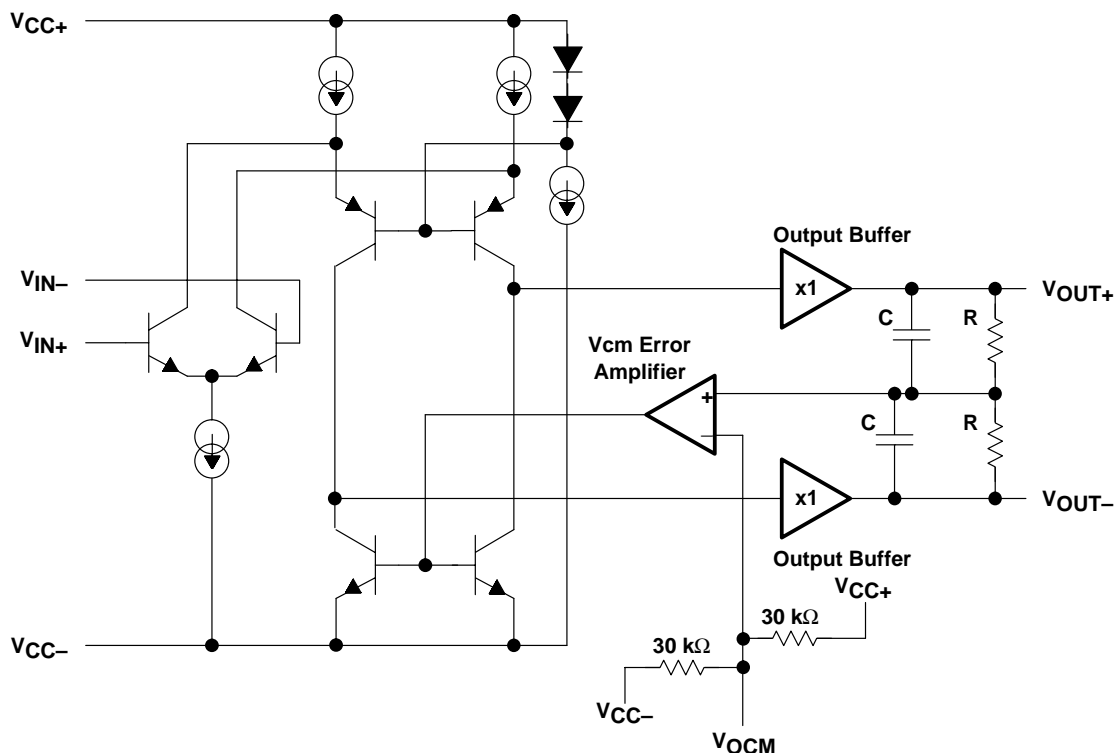 VCC+
Output Buffer
x1
VIN–
VOUT+
C
R
VIN+
Vcm Error
Amplifier
+
–
C
R
x1
VOUT–
Output Buffer
VCC+
30 kΩ
VCC–
30 kΩ
VCC–
VOCM